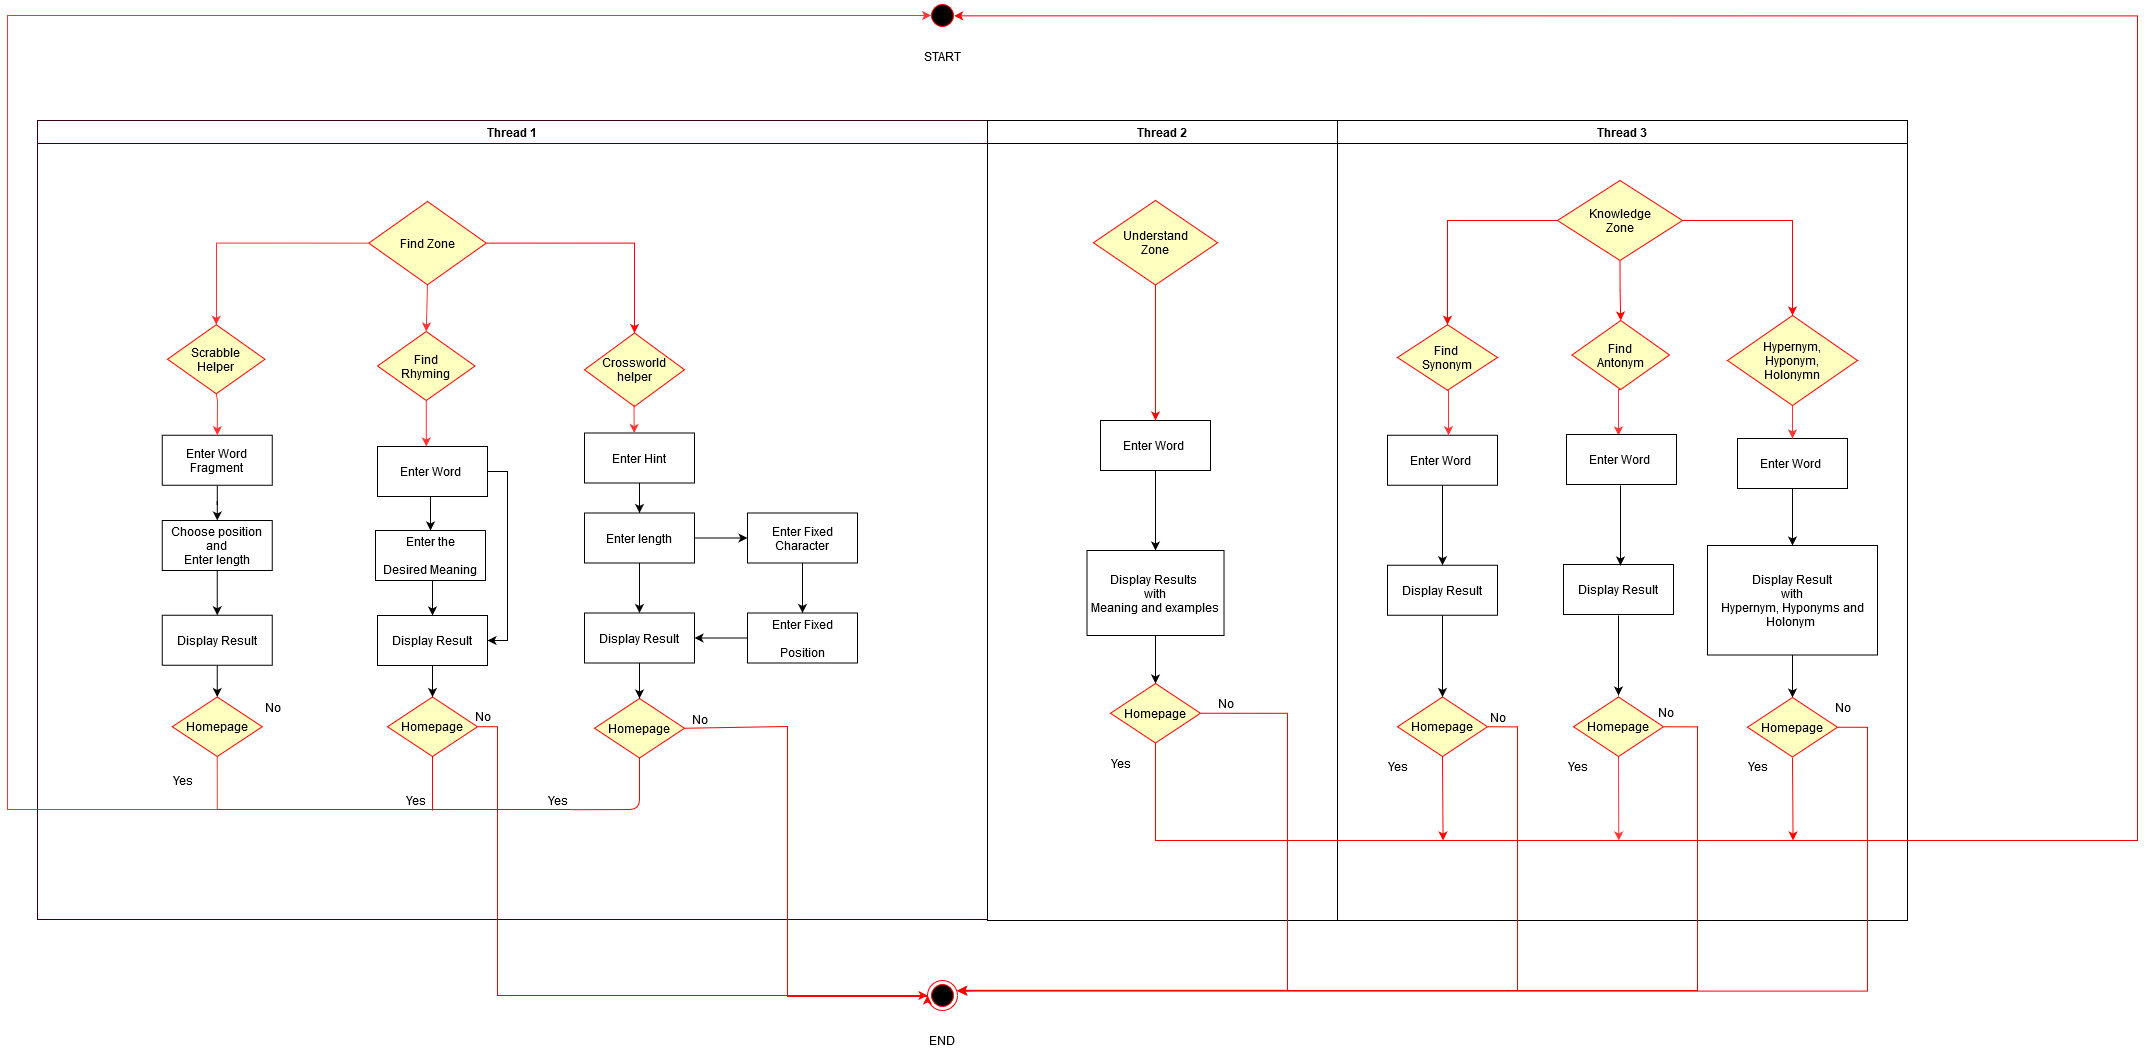 START
Thread 1
Thread 2
Thread 3
Find Zone
Scrabble
Helper
Enter Word
Fragment
Choose position
and
Enter length
Display Result
Homepage
No
Yes
Find
Rhyming
Enter Word
Enter the
Desired Meaning
Display Result
Homepage
No
Yes
Crossworld
helper
Enter Hint
Enter length
Enter Fixed
Character
Enter Fixed
Position
Display Result
Homepage
No
Yes
Understand
Zone
Enter Word
Display Results
with
Meaning and examples
Homepage
No
Yes
Knowledge
Zone
Find
Synonym
Enter Word
Display Result
Homepage
No
Yes
Find
Antonym
Enter Word
Display Result
Homepage
No
Yes
Hypernym,
Hyponym,
Holonymn
Enter Word
Display Result
with
Hypernym, Hyponyms and
Holonym
Homepage
No
Yes
END